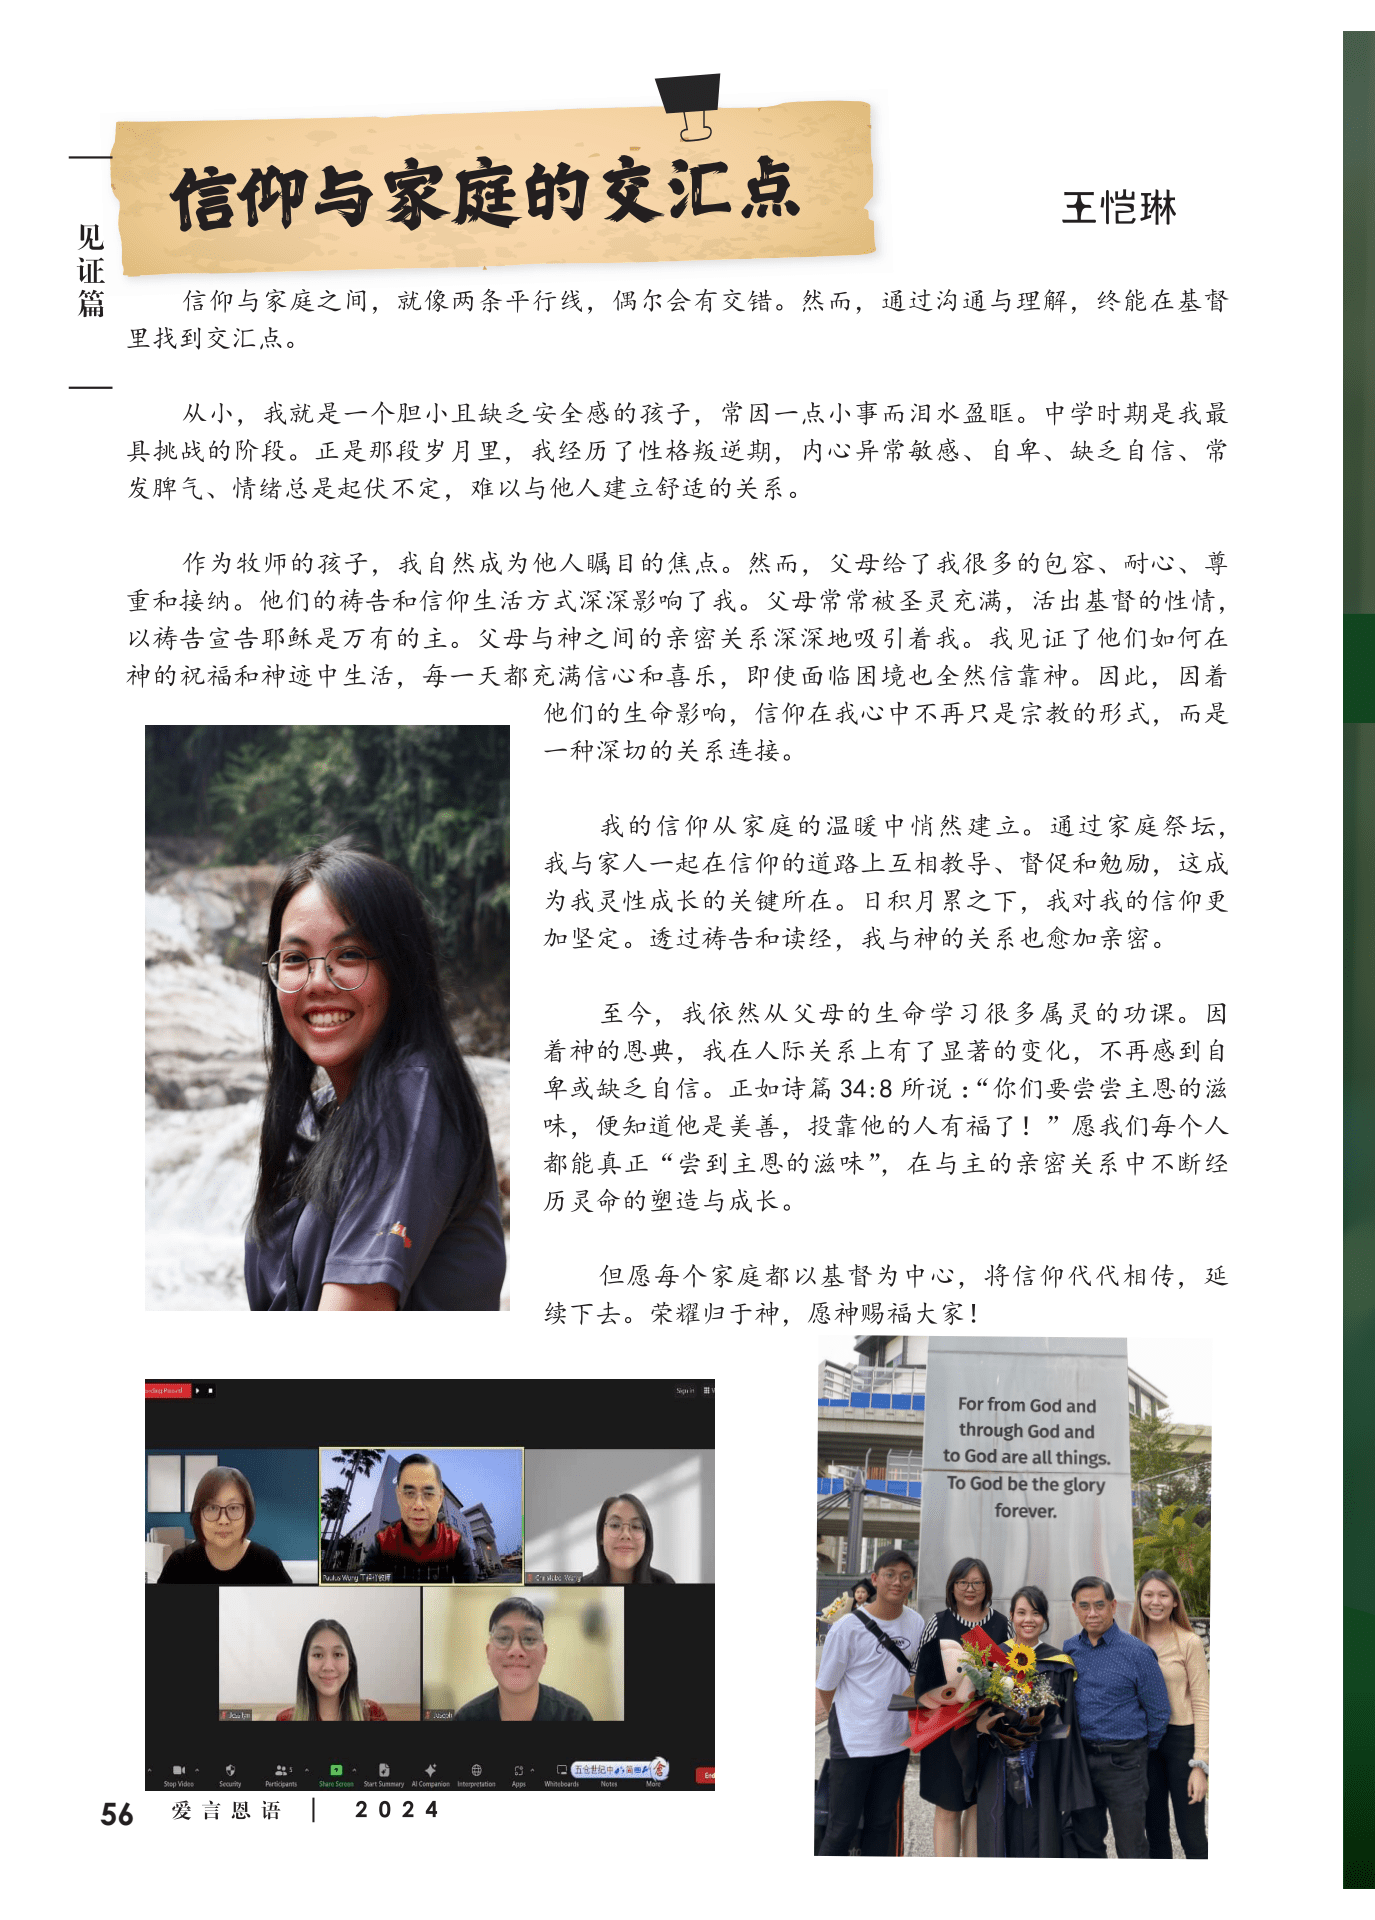 信仰与家庭的交汇点
王恺琳
见证篇
信仰与家庭之间，就像两条平行线，偶尔会有交错。然而，通过沟通与理解，终能在基督
里找到交汇点。
从小，我就是一个胆小且缺乏安全感的孩子，常因一点小事而泪水盈眶。中学时期是我最
具挑战的阶段。正是那段岁月里，我经历了性格叛逆期，内心异常敏感、自卑、缺乏自信、常
发脾气、情绪总是起伏不定，难以与他人建立舒适的关系。
作为牧师的孩子，我自然成为他人瞩目的焦点。然而，父母给了我很多的包容、耐心、尊
重和接纳。他们的祷告和信仰生活方式深深影响了我。父母常常被圣灵充满，活出基督的性情，
以祷告宣告耶稣是万有的主。父母与神之间的亲密关系深深地吸引着我。我见证了他们如何在
神的祝福和神迹中生活，每一天都充满信心和喜乐，即使面临困境也全然信靠神。因此，因着
他们的生命影响，信仰在我心中不再只是宗教的形式，而是
一种深切的关系连接。
我的信仰从家庭的温暖中悄然建立。通过家庭祭坛，
我与家人一起在信仰的道路上互相教导、督促和勉励，这成
为我灵性成长的关键所在。日积月累之下，我对我的信仰更
加坚定。透过祷告和读经，我与神的关系也愈加亲密。
至今，我依然从父母的生命学习很多属灵的功课。因
着神的恩典，我在人际关系上有了显著的变化，不再感到自
卑或缺乏自信。正如诗篇 34:8 所说：“你们要尝尝主恩的滋
味，便知道他是美善，投靠他的人有福了！”愿我们每个人
都能真正“尝到主恩的滋味”，在与主的亲密关系中不断经
历灵命的塑造与成长。
但愿每个家庭都以基督为中心，将信仰代代相传，延
续下去。荣耀归于神，愿神赐福大家！
Sign in
Paulus Wong
Jesslyn
Joseph
Stop Video
Security
Participants
5
Share Screen
Start Summary
AI Companion
Interpretation
Apps
Whiteboards
Notes
More
End
五仓世纪中
简
For from God and
through God and
to God are all things.
To God be the glory
forever.
56 爱言恩语 | 2024